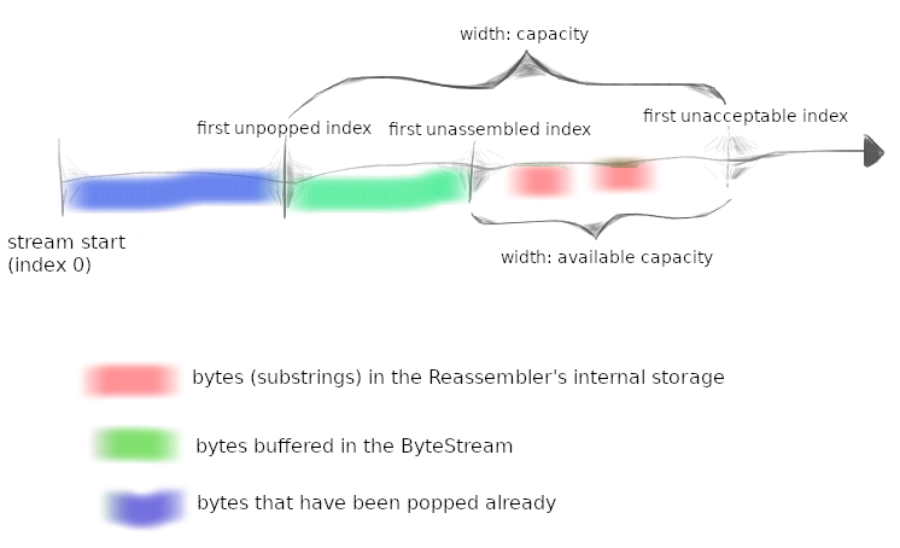 width: capacity
first unacceptable index
first unpopped index
first unassembled index
stream start
(index 0)
width: available capacity
bytes (substrings) in the Reassembler's internal storage
bytes buffered in the ByteStream
bytes that have been popped already